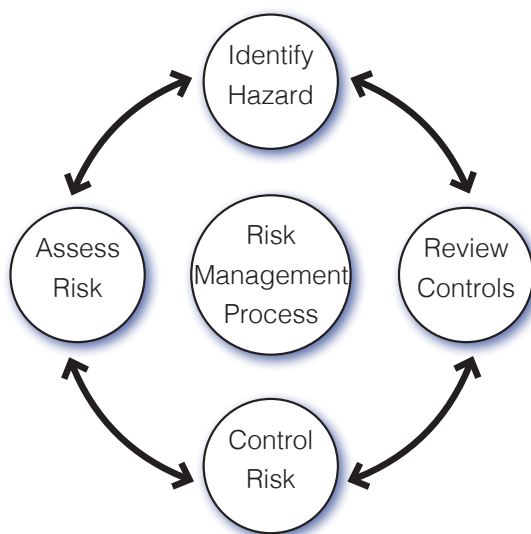 Identify
Hazard
Assess
Risk
Risk
Management
Process
Review
Controls
Control
Risk